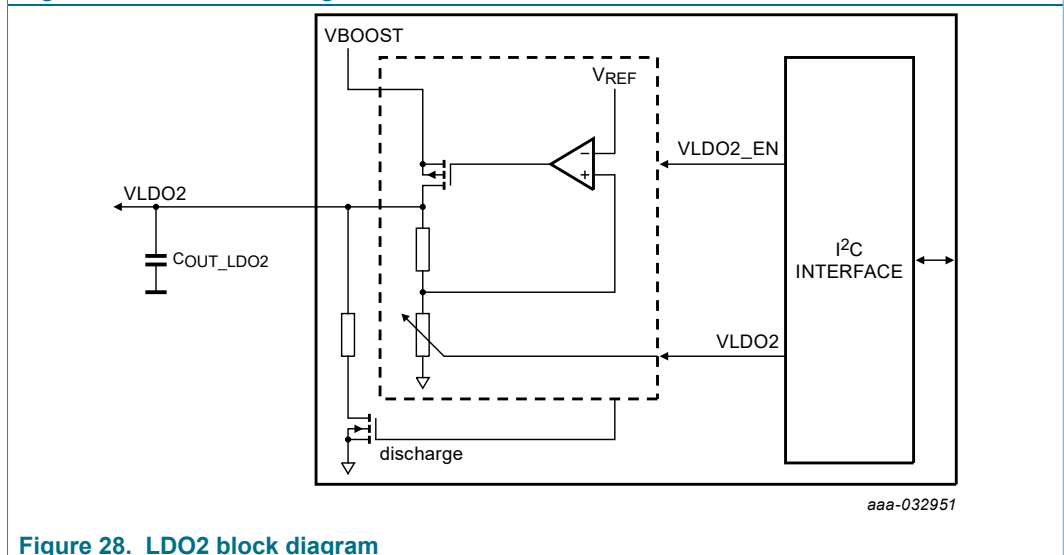 VBOOST
VREF
−
+
VLDO2_EN
VLDO2
COUT_LDO2
I2C
INTERFACE
VLDO2
discharge
aaa-032951
Figure 28. LDO2 block diagram